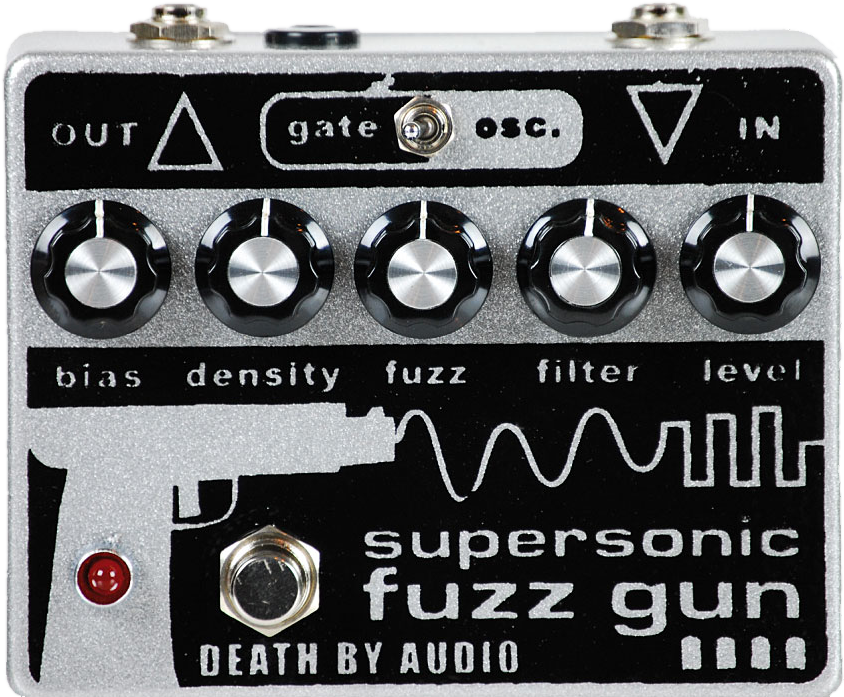 OUT gate osc. IN
bias density fuzz filter level
supersonic
fuzz gun
DEATH BY AUDIO